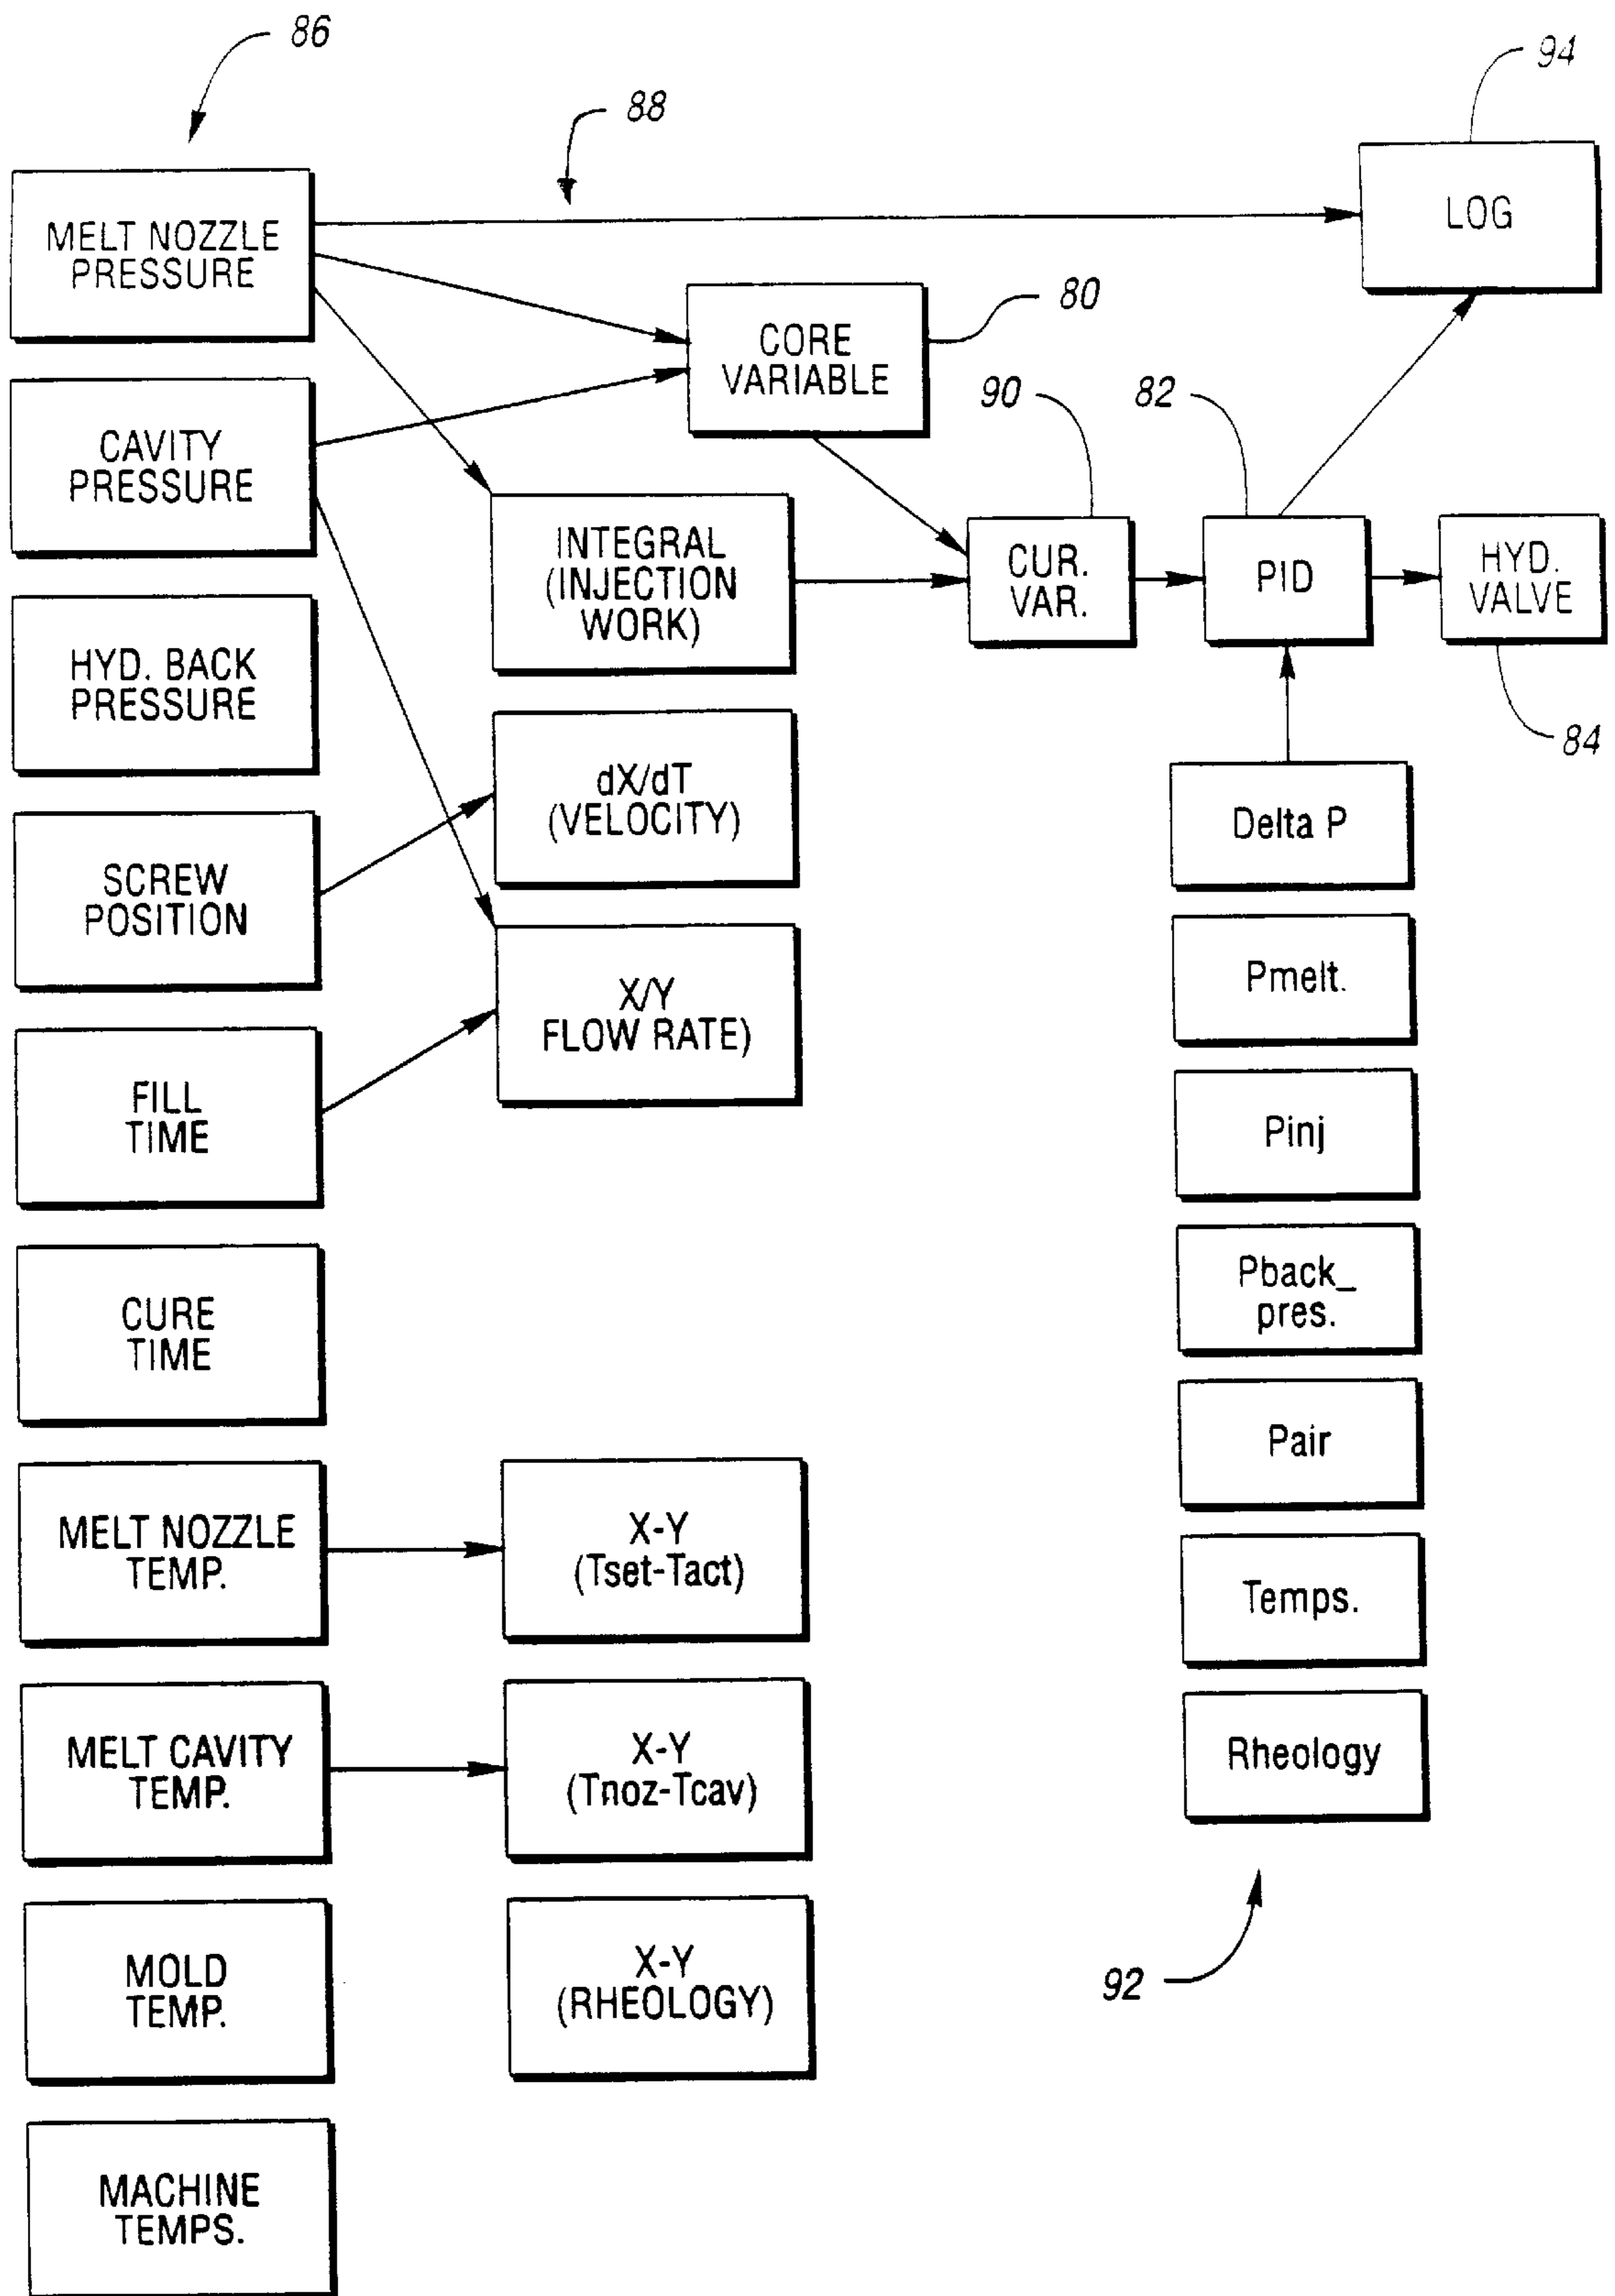 86
94
88
MELT NOZZLE
PRESSURE
LOG
80
CORE
VARIABLE
90
82
CAVITY
PRESSURE
INTEGRAL
(INJECTION
WORK)
CUR.
VAR.
PID
HYD.
VALVE
84
HYD. BACK
PRESSURE
dX/dT
(VELOCITY)
Delta P
SCREW
POSITION
X/Y
FLOW RATE)
Pmelt.
FILL
TIME
Pinj
Pback_
pres.
CURE
TIME
Pair
MELT NOZZLE
TEMP.
X-Y
(Tset-Tact)
Temps.
MELT CAVITY
TEMP.
X-Y
(Tnoz-Tcav)
Rheology
92
MOLD
TEMP.
X-Y
(RHEOLOGY)
MACHINE
TEMPS.